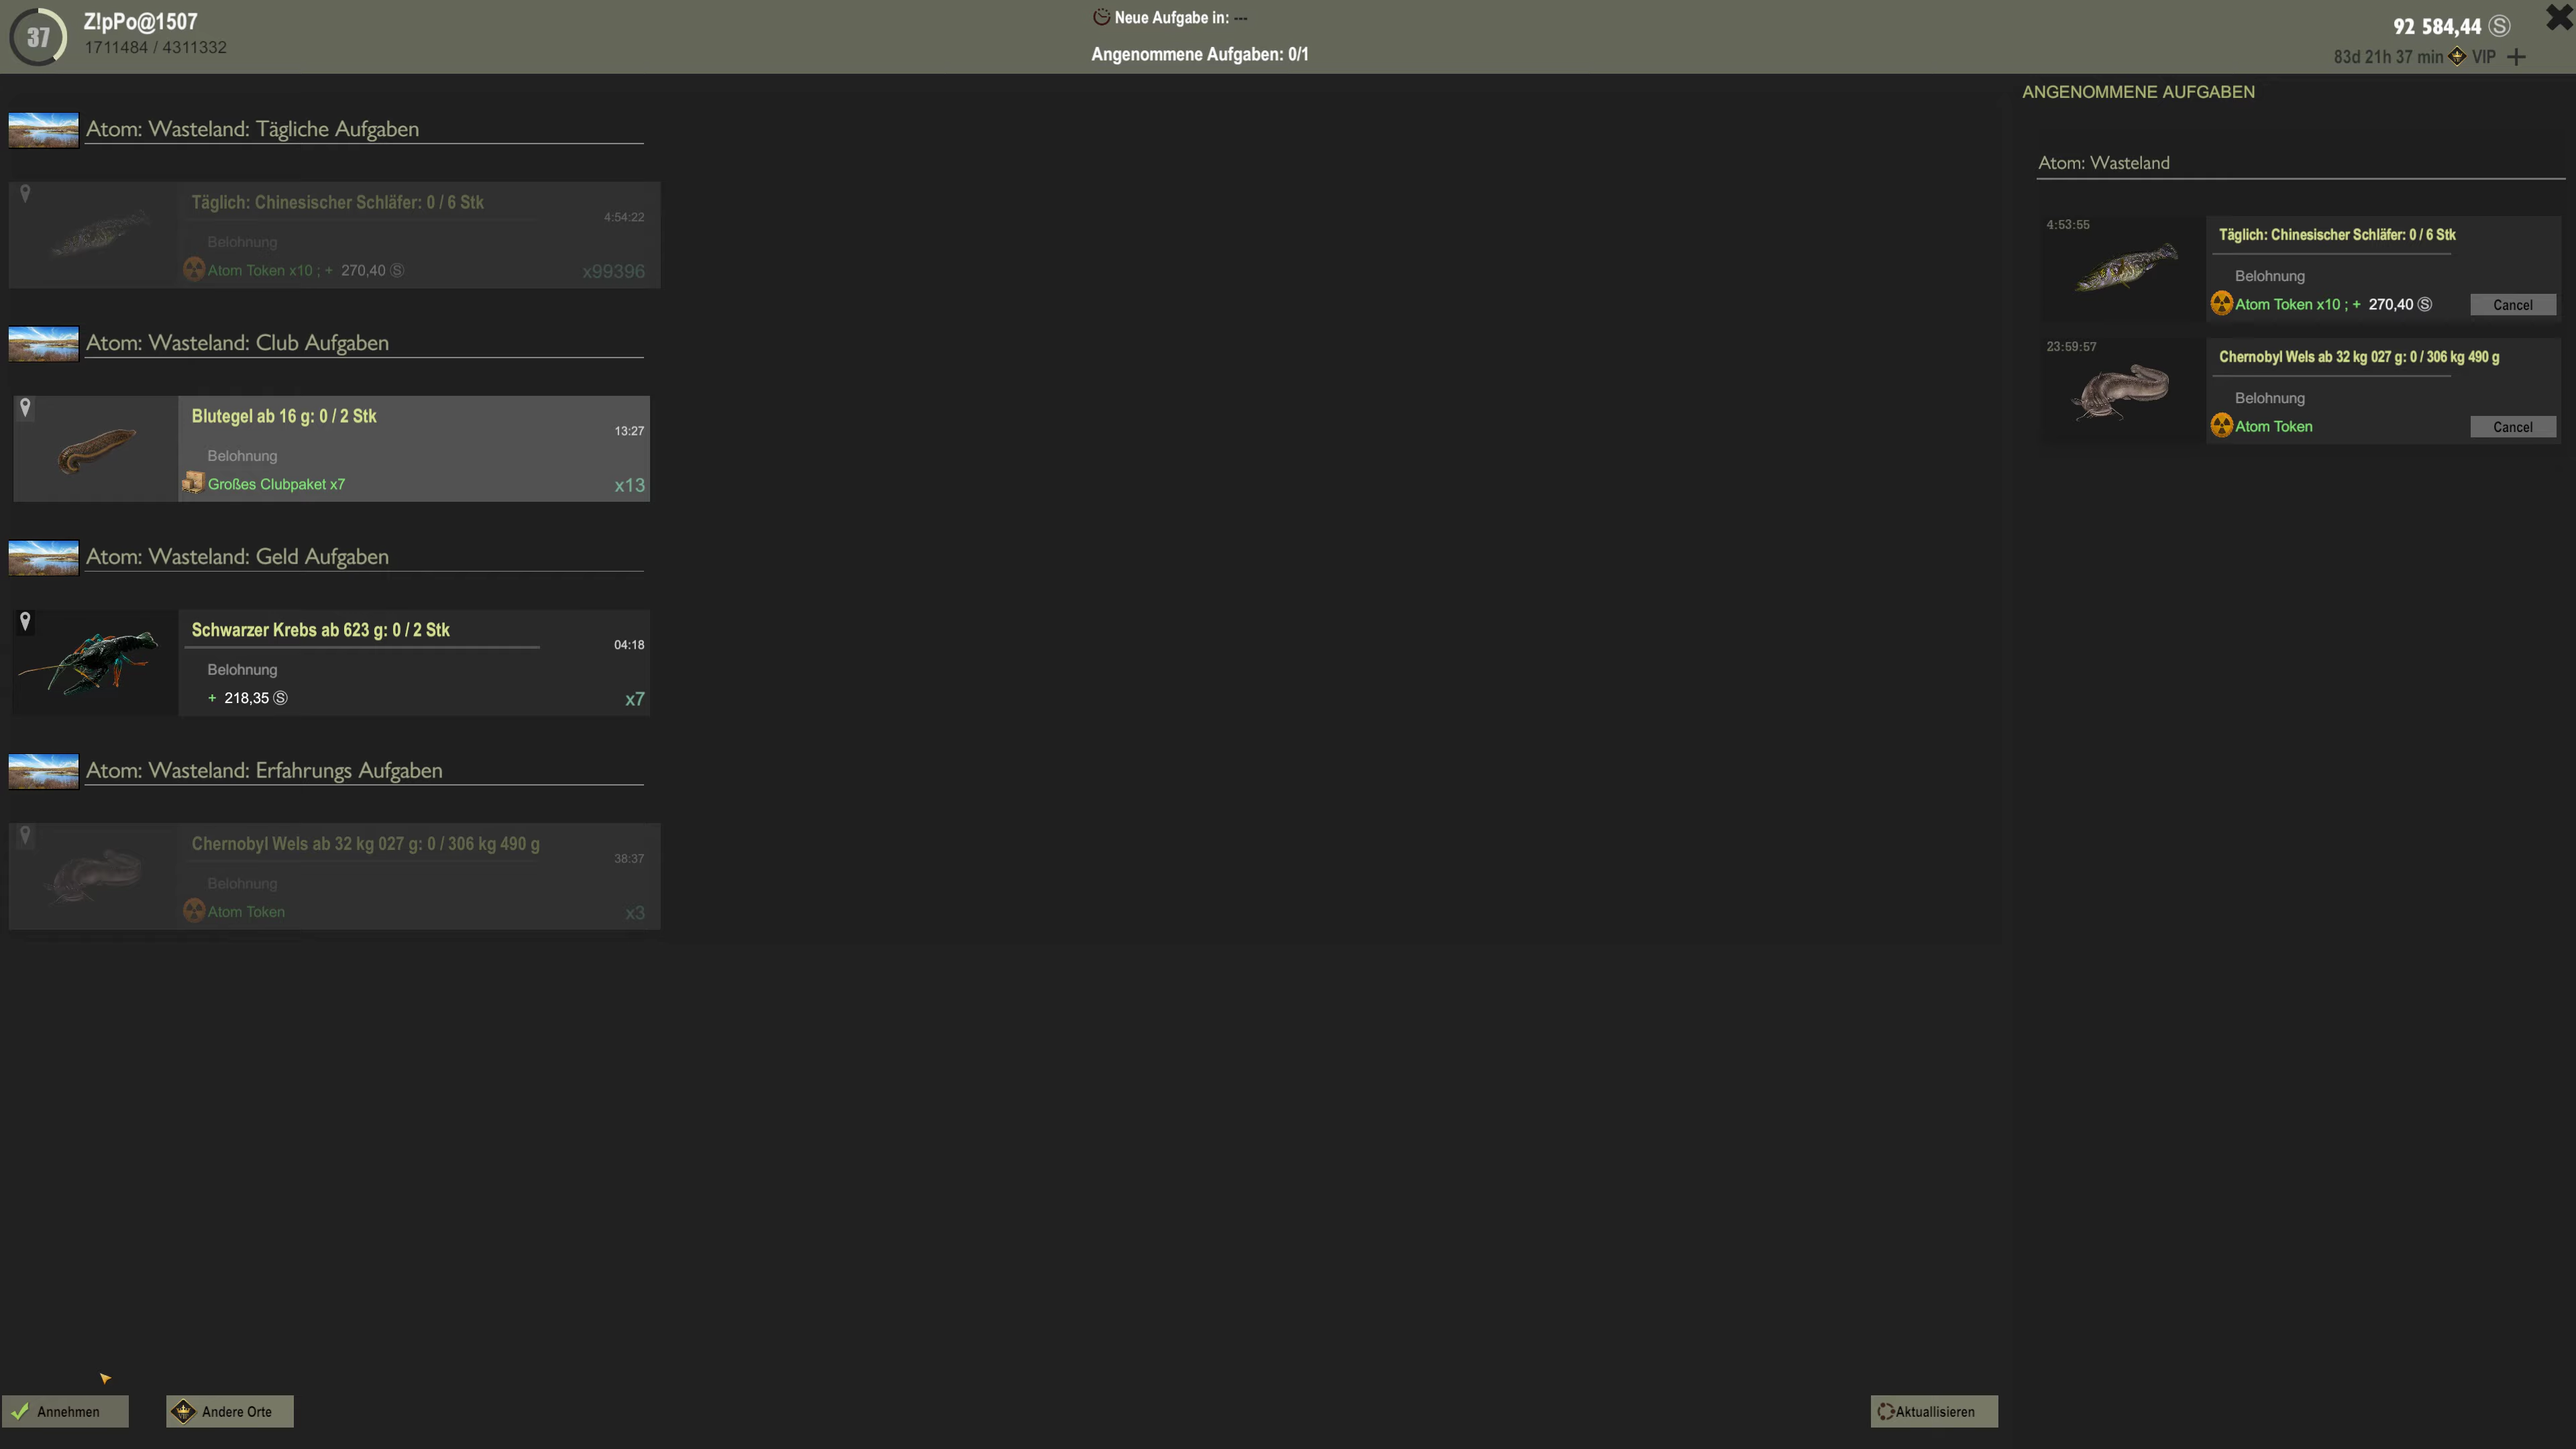 37
Z!pPo@1507
1711484 / 4311332
Neue Aufgabe in: ---
Angenommene Aufgaben: 0/1
92 584,44 Ⓢ
83d 21h 37 min VIP +
Atom: Wasteland: Tägliche Aufgaben
Täglich: Chinesischer Schläfer: 0 / 6 Stk
4:54:22
Belohnung
Atom Token x10 ; + 270,40 Ⓢ
x99396
Atom: Wasteland: Club Aufgaben
Blutegel ab 16 g: 0 / 2 Stk
13:27
Belohnung
Großes Clubpaket x7
x13
Atom: Wasteland: Geld Aufgaben
Schwarzer Krebs ab 623 g: 0 / 2 Stk
04:18
Belohnung
+ 218,35 Ⓢ
x7
Atom: Wasteland: Erfahrungs Aufgaben
Chernobyl Wels ab 32 kg 027 g: 0 / 306 kg 490 g
38:37
Belohnung
Atom Token
x3
ANGENOMMENE AUFGABEN
Atom: Wasteland
4:53:55
Täglich: Chinesischer Schläfer: 0 / 6 Stk
Belohnung
Atom Token x10 ; + 270,40 Ⓢ
Cancel
23:59:57
Chernobyl Wels ab 32 kg 027 g: 0 / 306 kg 490 g
Belohnung
Atom Token
Cancel
Annehmen
Andere Orte
Aktuallisieren